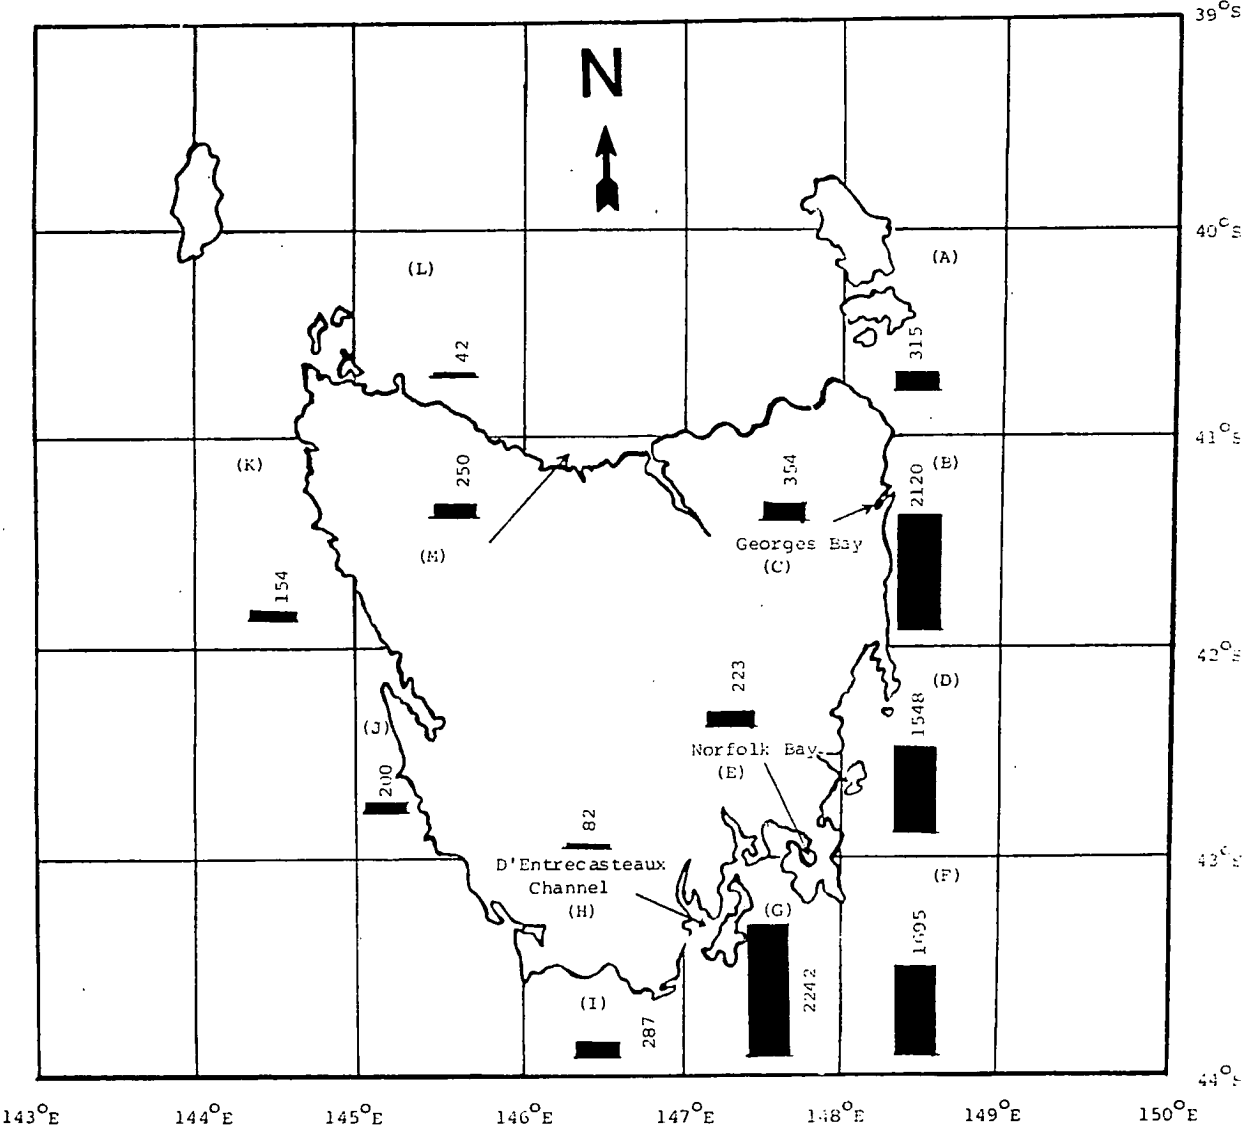 39°S
N
40°S
(A)
(L)
315
42
41°S
(B)
(K)
250
354
2120
Georges Bay
(C)
(M)
154
42°S
(D)
223
1548
(J)
Norfolk Bay
(E)
200
82
43°S
D'Entrecasteaux
Channel
(H)
(F)
(G)
1695
2242
(I)
287
44°S
143°E
144°E
145°E
146°E
147°E
148°E
149°E
150°E